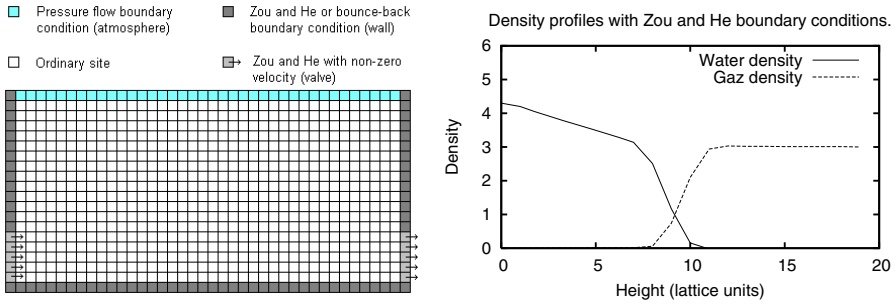 Pressure flow boundary
condition (atmosphere)
Zou and He or bounce-back
boundary condition (wall)
Ordinary site
Zou and He with non-zero
velocity (valve)
Density profiles with Zou and He boundary conditions.
Water density
Gaz density
Density
6
5
4
3
2
1
0
0
5
10
15
20
Height (lattice units)